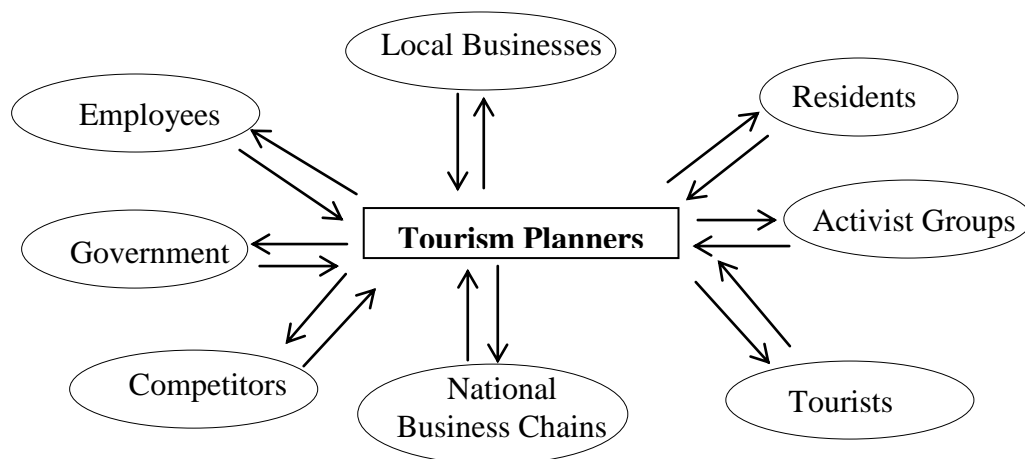 Local Businesses
Employees
Residents
Tourism Planners
Activist Groups
Government
Competitors
National
Business Chains
Tourists